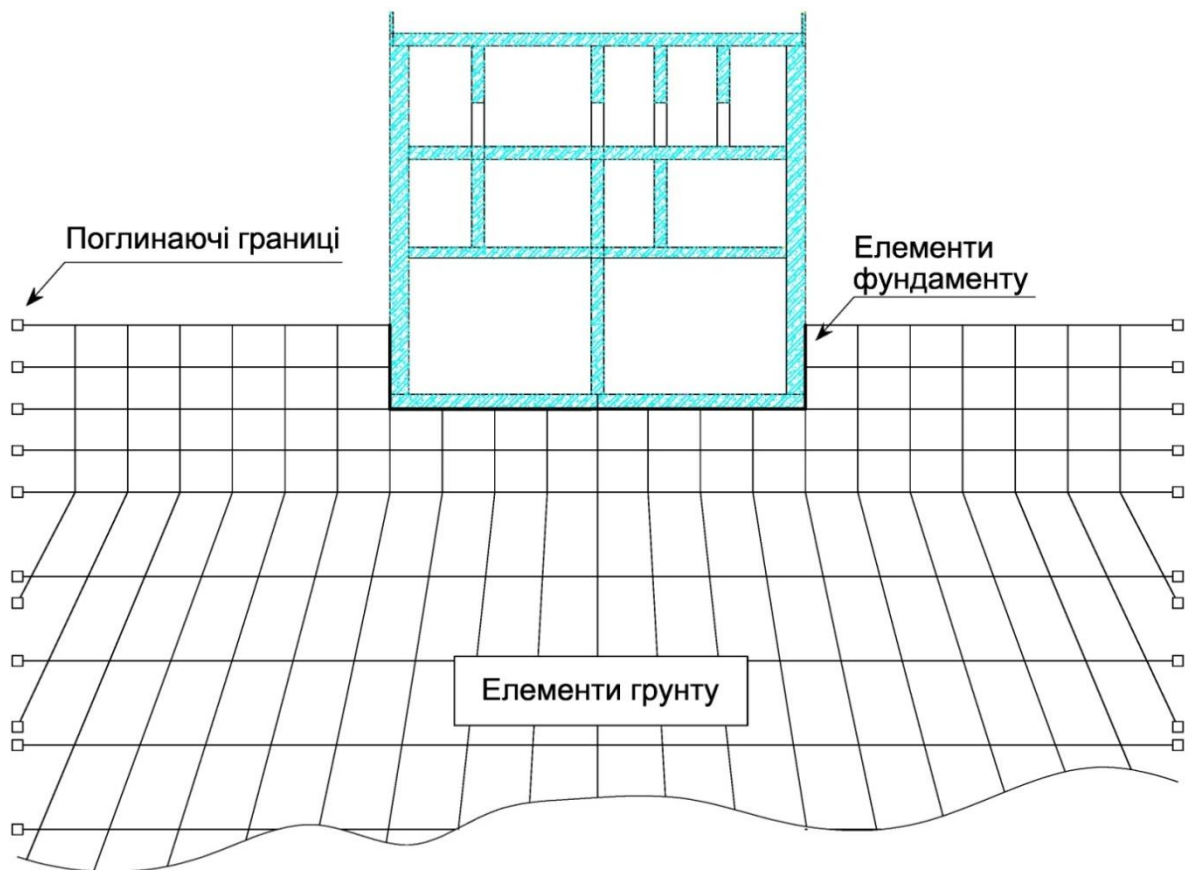 Поглинаючі границі
Елементи
фундаменту
Елементи грунту